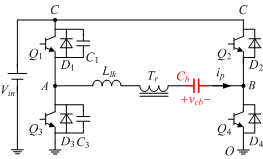 C C
Q1 D1 C1 Q2 D2
Vin
Llk Tr Cb ip
A B
+vcb−
Q3 D3 C3 Q4 D4
O